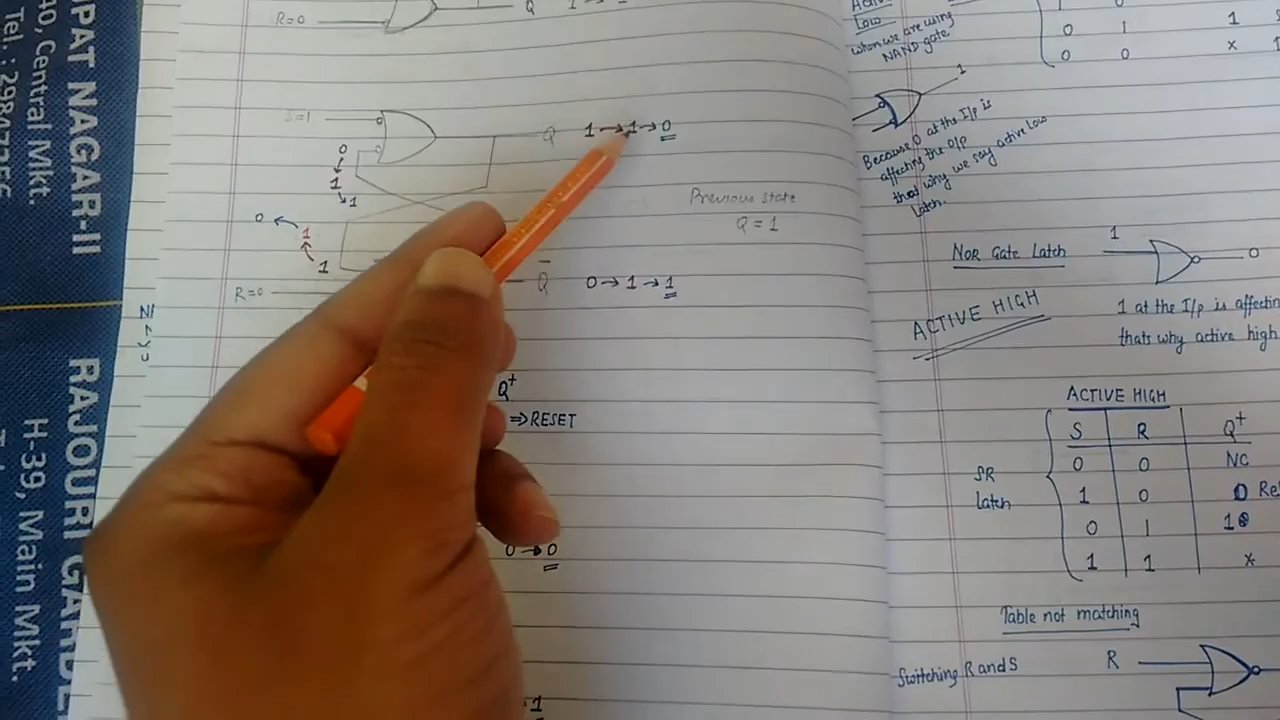 PAT NAGAR-II
40, Central Mkt.
RAJOURI GARDE
H-39, Main Mkt.
R=0
Q
S=1
Q
1 → 1 → 0
0
1
1
0
1
1
Previous state
Q = 1
R=0
Q̅
0 → 1 → 1
Q⁺
⇒ RESET
0 → 0
1
Low
when we are using
NAND gate
0 1 1
0 0 x
1
Because 0 at the I/p is
affecting the O/p
that why we say active Low
Latch.
NOR Gate Latch
1
0
ACTIVE HIGH
1 at the I/p is affectin
thats why active high
ACTIVE HIGH
S R Q⁺
SR
latch
0 0 NC
1 0 0 Re
0 1 1
1 1 x
Table not matching
Switching R and S
R